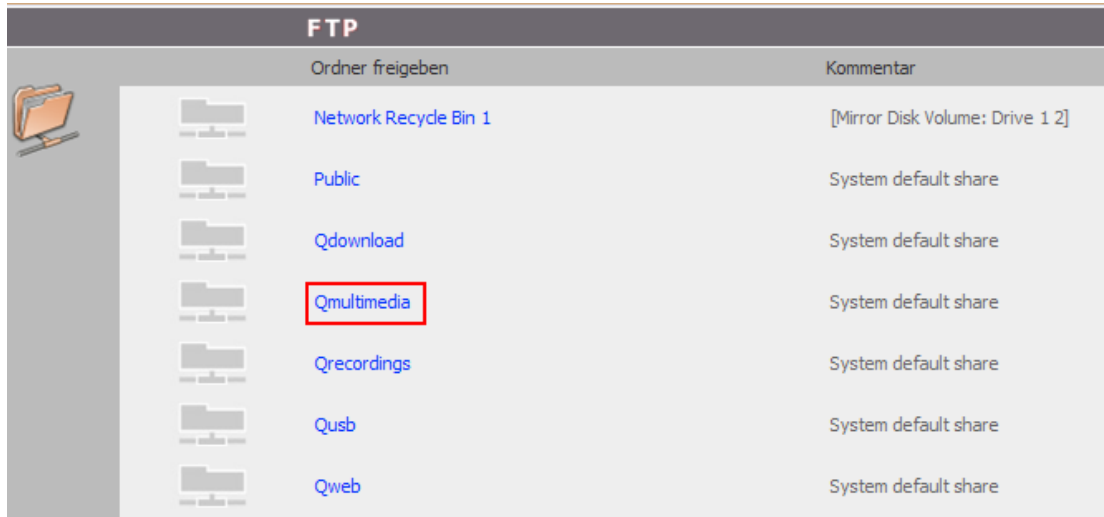 FTP
Ordner freigeben Kommentar
Network Recycle Bin 1 [Mirror Disk Volume: Drive 1 2]
Public System default share
Qdownload System default share
Qmultimedia System default share
Qrecordings System default share
Qusb System default share
Qweb System default share